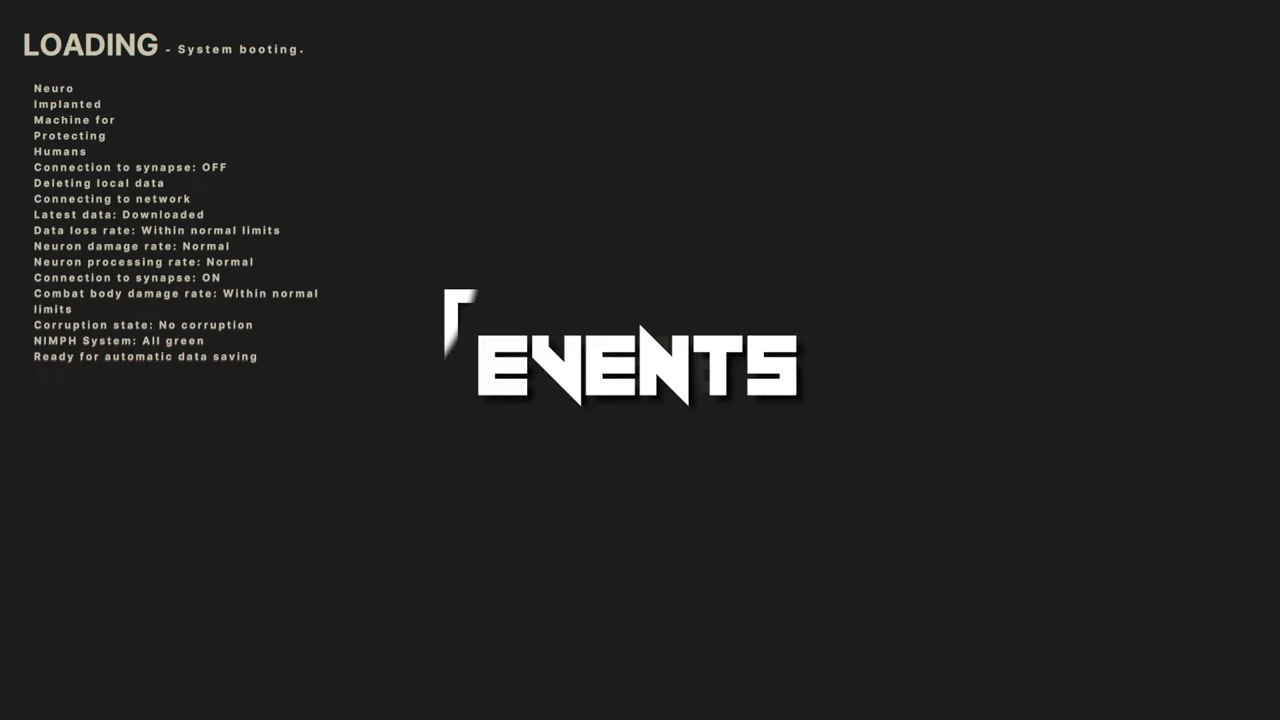 LOADING - System booting.
Neuro
Implanted
Machine for
Protecting
Humans
Connection to synapse: OFF
Deleting local data
Connecting to network
Latest data: Downloaded
Data loss rate: Within normal limits
Neuron damage rate: Normal
Neuron processing rate: Normal
Connection to synapse: ON
Combat body damage rate: Within normal
limits
Corruption state: No corruption
NIMPH System: All green
Ready for automatic data saving
EVENTS